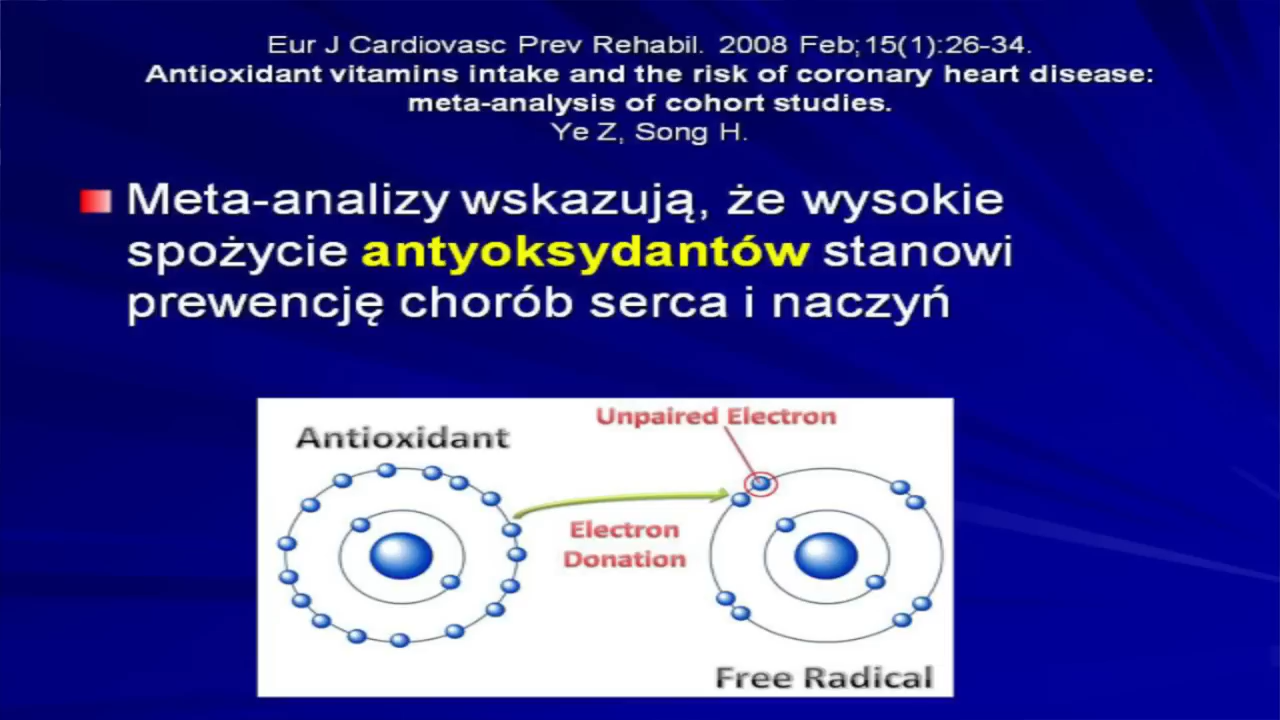 Eur J Cardiovasc Prev Rehabil. 2008 Feb;15(1):26-34.
Antioxidant vitamins intake and the risk of coronary heart disease:
meta-analysis of cohort studies.
Ye Z, Song H.
Meta-analizy wskazują, że wysokie
spożycie antyoksydantów stanowi
prewencję chorób serca i naczyń
Unpaired Electron
Antioxidant
Electron
Donation
Free Radical